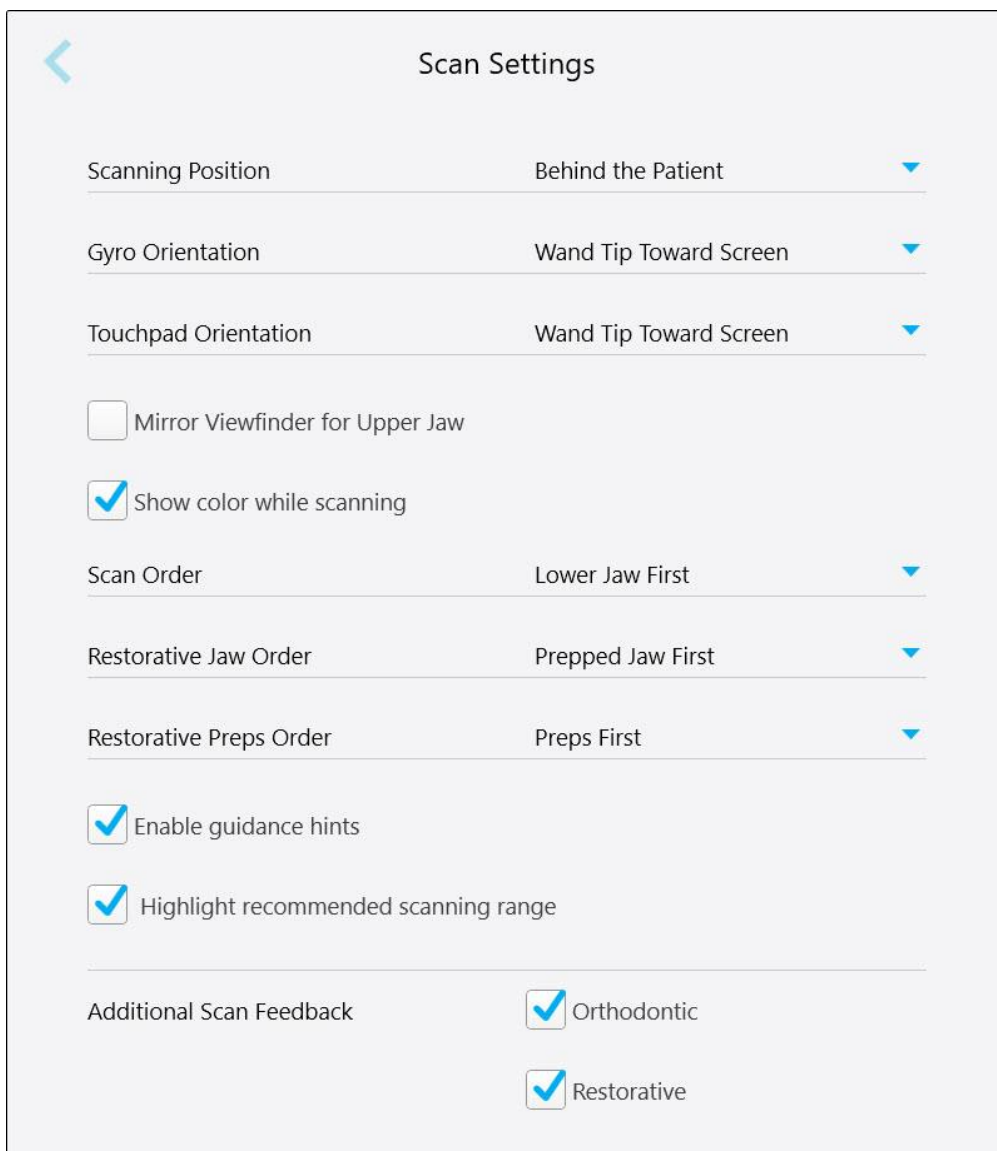 Scan Settings
Scanning Position Behind the Patient
Gyro Orientation Wand Tip Toward Screen
Touchpad Orientation Wand Tip Toward Screen
Mirror Viewfinder for Upper Jaw
Show color while scanning
Scan Order Lower Jaw First
Restorative Jaw Order Prepped Jaw First
Restorative Preps Order Preps First
Enable guidance hints
Highlight recommended scanning range
Additional Scan Feedback Orthodontic
Restorative